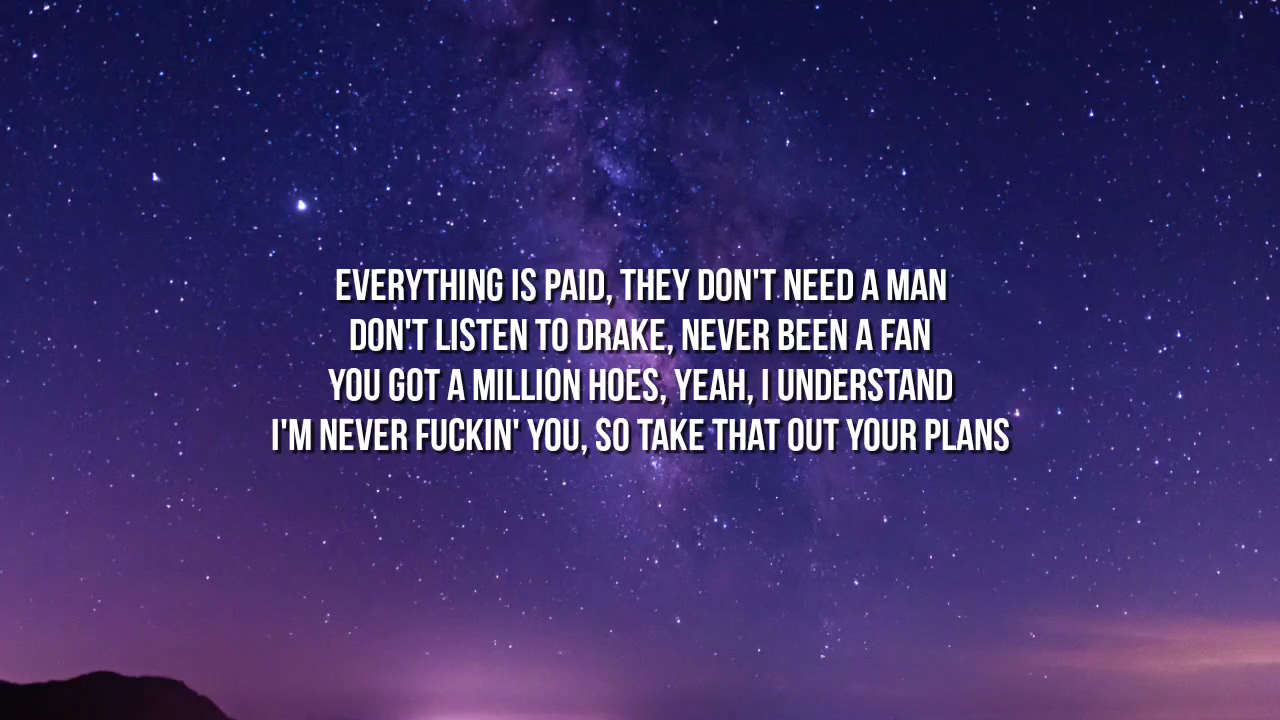 EVERYTHING IS PAID, THEY DON'T NEED A MAN
DON'T LISTEN TO DRAKE, NEVER BEEN A FAN
YOU GOT A MILLION HOES, YEAH, I UNDERSTAND
I'M NEVER FUCKIN' YOU, SO TAKE THAT OUT YOUR PLANS